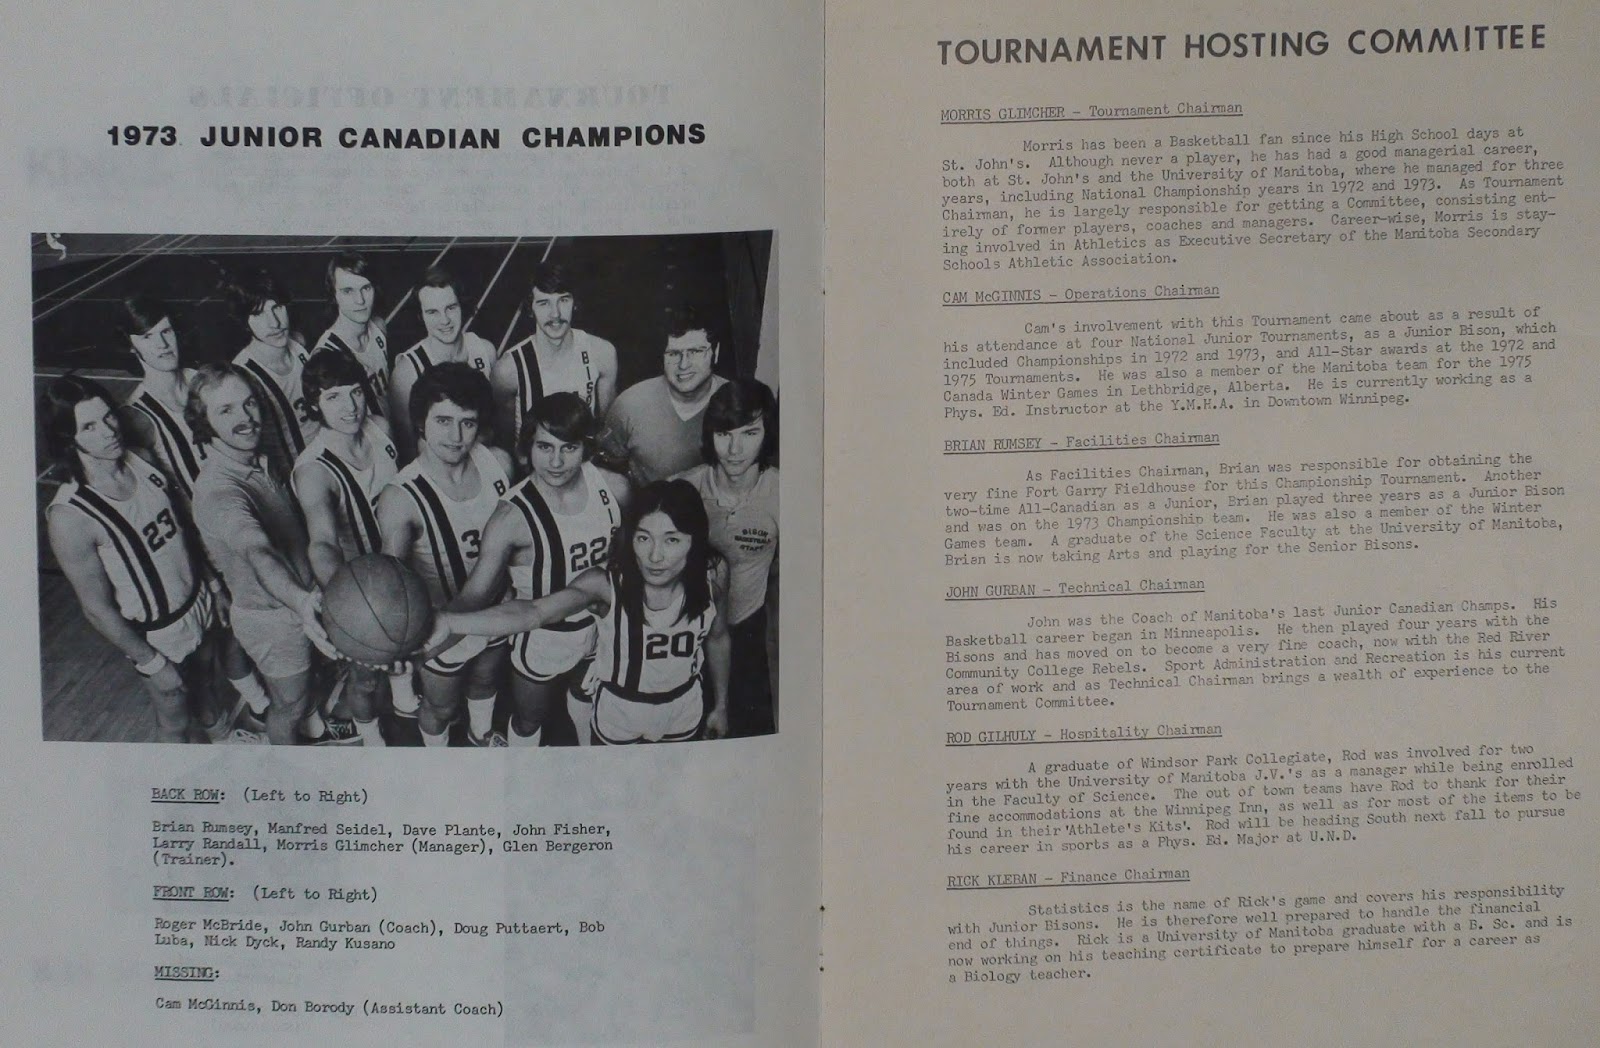 1973 JUNIOR CANADIAN CHAMPIONS
23
3
31
BIS
B
B
3
B
22
BIS
20
BISON
BASKETBALL
STAFF
BACK ROW: (Left to Right)
Brian Rumsey, Manfred Seidel, Dave Plante, John Fisher,
Larry Randall, Morris Glimcher (Manager), Glen Bergeron
(Trainer).
FRONT ROW: (Left to Right)
Roger McBride, John Gurban (Coach), Doug Puttaert, Bob
Luba, Nick Dyck, Randy Kusano
MISSING:
Cam McGinnis, Don Borody (Assistant Coach)
TOURNAMENT HOSTING COMMITTEE
MORRIS GLIMCHER - Tournament Chairman
Morris has been a Basketball fan since his High School days at
St. John's. Although never a player, he has had a good managerial career,
both at St. John's and the University of Manitoba, where he managed for three
years, including National Championship years in 1972 and 1973. As Tournament
Chairman, he is largely responsible for getting a Committee, consisting ent-
irely of former players, coaches and managers. Career-wise, Morris is stay-
ing involved in Athletics as Executive Secretary of the Manitoba Secondary
Schools Athletic Association.
CAM McGINNIS - Operations Chairman
Cam's involvement with this Tournament came about as a result of
his attendance at four National Junior Tournaments, as a Junior Bison, which
included Championships in 1972 and 1973, and All-Star awards at the 1972 and
1975 Tournaments. He was also a member of the Manitoba team for the 1975
Canada Winter Games in Lethbridge, Alberta. He is currently working as a
Phys. Ed. Instructor at the Y.M.H.A. in Downtown Winnipeg.
BRIAN RUMSEY - Facilities Chairman
As Facilities Chairman, Brian was responsible for obtaining the
very fine Fort Garry Fieldhouse for this Championship Tournament. Another
two-time All-Canadian as a Junior, Brian played three years as a Junior Bison
and was on the 1973 Championship team. He was also a member of the Winter
Games team. A graduate of the Science Faculty at the University of Manitoba,
Brian is now taking Arts and playing for the Senior Bisons.
JOHN GURBAN - Technical Chairman
John was the Coach of Manitoba's last Junior Canadian Champs. His
Basketball career began in Minneapolis. He then played four years with the
Bisons and has moved on to become a very fine coach, now with the Red River
Community College Rebels. Sport Administration and Recreation is his current
area of work and as Technical Chairman brings a wealth of experience to the
Tournament Committee.
ROD GILHULY - Hospitality Chairman
A graduate of Windsor Park Collegiate, Rod was involved for two
years with the University of Manitoba J.V.'s as a manager while being enrolled
in the Faculty of Science. The out of town teams have Rod to thank for their
fine accommodations at the Winnipeg Inn, as well as for most of the items to be
found in their 'Athlete's Kits'. Rod will be heading South next fall to pursue
his career in sports as a Phys. Ed. Major at U.N.D.
RICK KLEBAN - Finance Chairman
Statistics is the name of Rick's game and covers his responsibility
with Junior Bisons. He is therefore well prepared to handle the financial
end of things. Rick is a University of Manitoba graduate with a B. Sc. and is
now working on his teaching certificate to prepare himself for a career as
a Biology teacher.